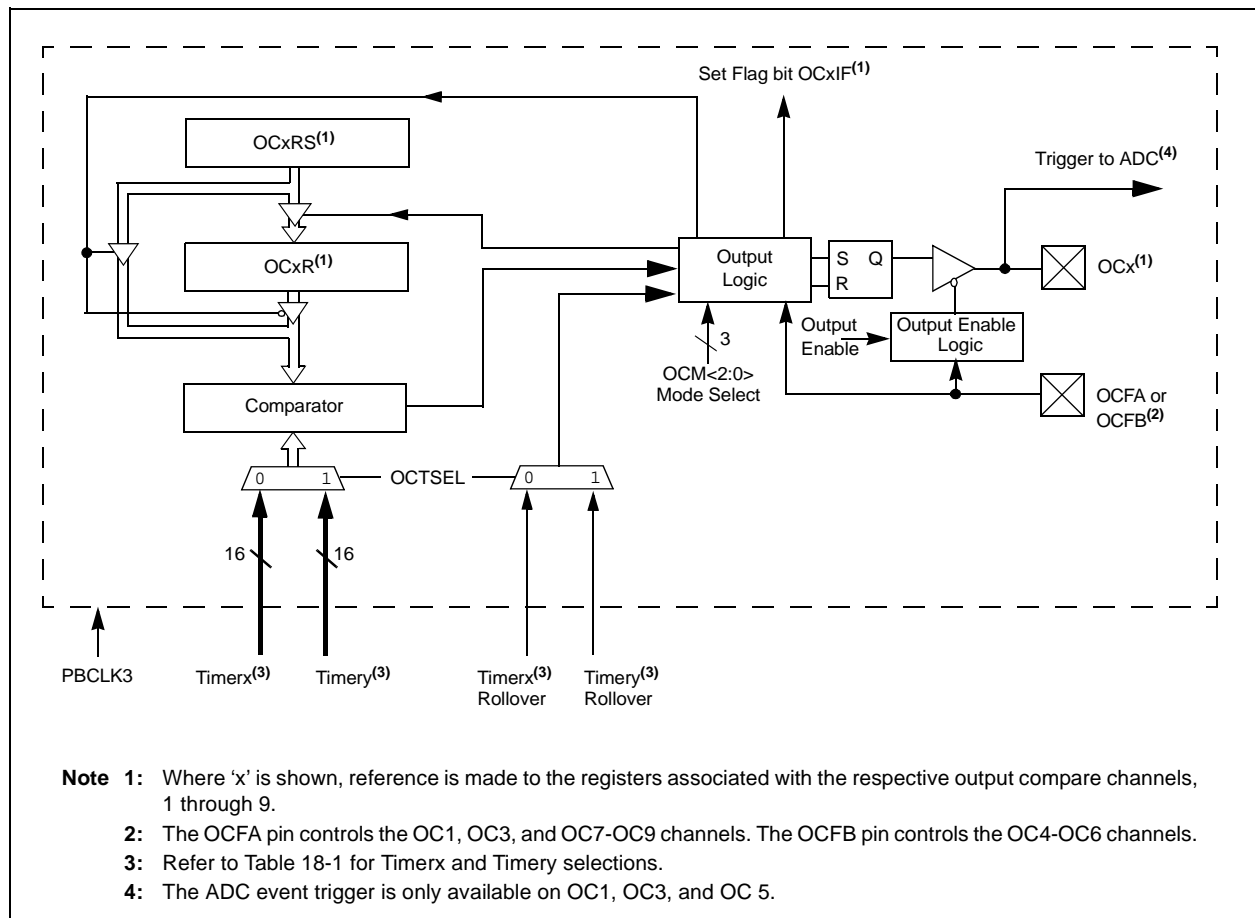 Set Flag bit OCxIF(1)
OCxRS(1)
Trigger to ADC(4)
OCxR(1)
Output
Logic
S Q
R
OCx(1)
Output
Enable
Output Enable
Logic
3
OCM<2:0>
Mode Select
Comparator
OCFA or
OCFB(2)
0 1
OCTSEL
0 1
16
16
PBCLK3
Timerx(3)
Timery(3)
Timerx(3)
Rollover
Timery(3)
Rollover
Note 1: Where ‘x’ is shown, reference is made to the registers associated with the respective output compare channels,
1 through 9.
2: The OCFA pin controls the OC1, OC3, and OC7-OC9 channels. The OCFB pin controls the OC4-OC6 channels.
3: Refer to Table 18-1 for Timerx and Timery selections.
4: The ADC event trigger is only available on OC1, OC3, and OC 5.